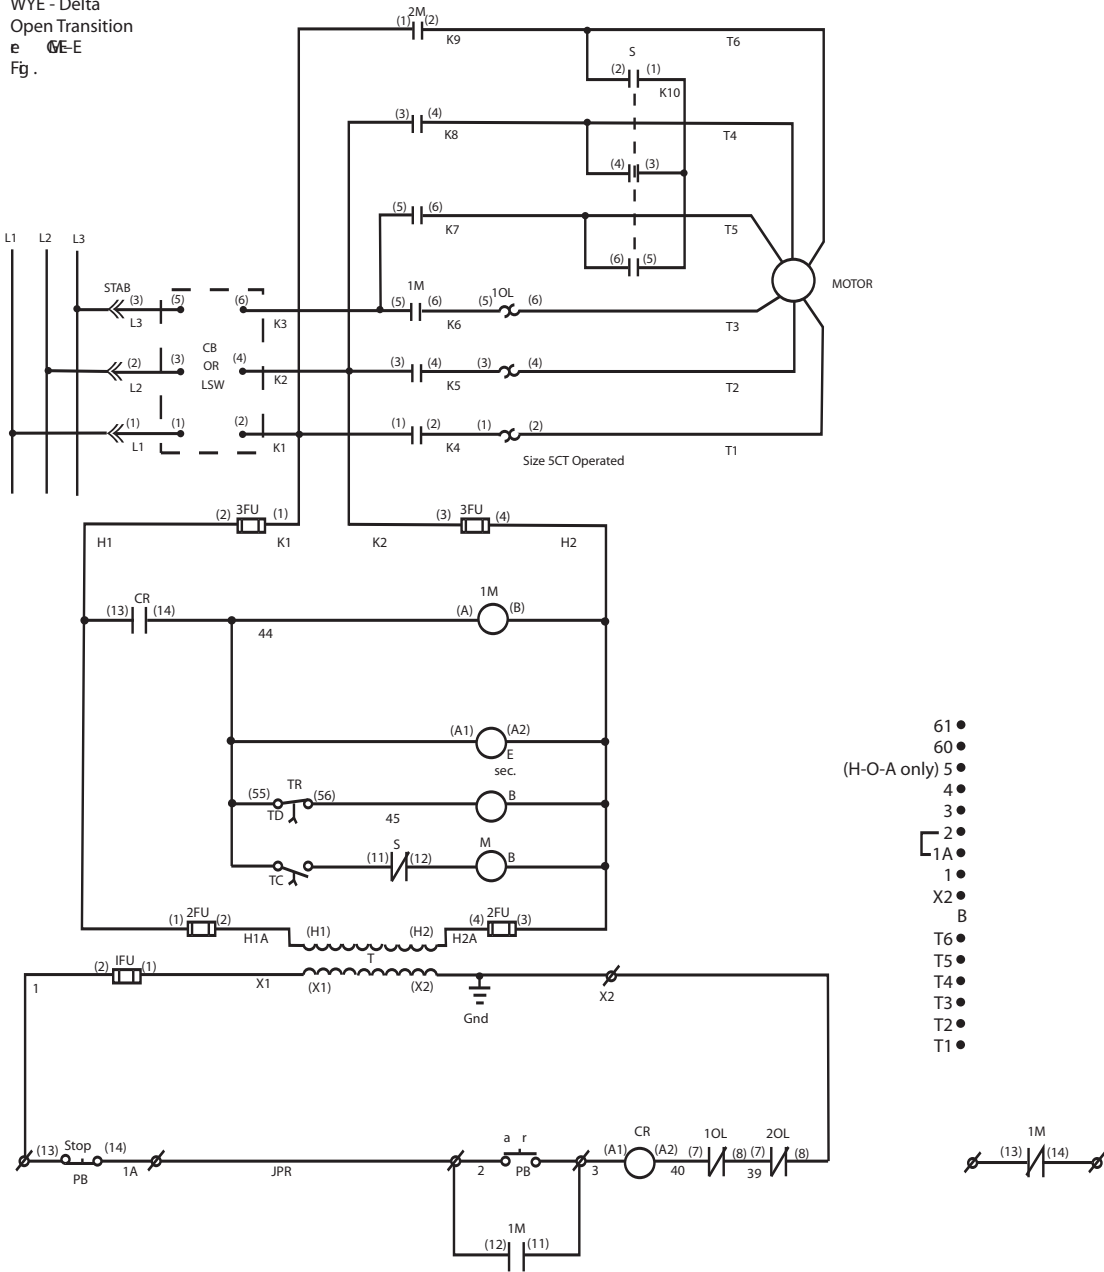 WYE - Delta
Open Transition
Fig .
2M
(1) (2)
K9
T6
S
(2) (1)
K10
(3) (4)
K8
T4
(4) (3)
(5) (6)
K7
T5
(6) (5)
L1 L2 L3
STAB
(3) (5) (6)
L3
K3
1M
(5) (6)
K6
1OL
(5) (6)
T3
MOTOR
(2) (3) (4)
L2
CB
OR
LSW
K2
(3) (4)
K5
(3) (4)
T2
(1) (1) (2)
L1
K1
(1) (2)
K4
(1) (2)
T1
Size 5CT Operated
(2) 3FU (1)
H1 K1
(3) 3FU (4)
K2 H2
CR
(13) (14)
44
1M
(A) (B)
(A1) (A2)
E
sec.
TR
(55) (56)
TD
45
B
TC
S
(11) (12)
M
B
2FU
(1) (2)
H1A
(H1) (H2)
T
2FU
(4) (3)
H2A
IFU
(2) (1)
1
X1
(X1) (X2)
Gnd
X2
(13) Stop (14)
PB
1A
JPR
2
a r
PB
3
CR
(A1) (A2)
40
1OL
(7) (8)
39
2OL
(7) (8)
1M
(12) (11)
61
60
(H-O-A only) 5
4
3
2
1A
1
X2
B
T6
T5
T4
T3
T2
T1
1M
(13) (14)